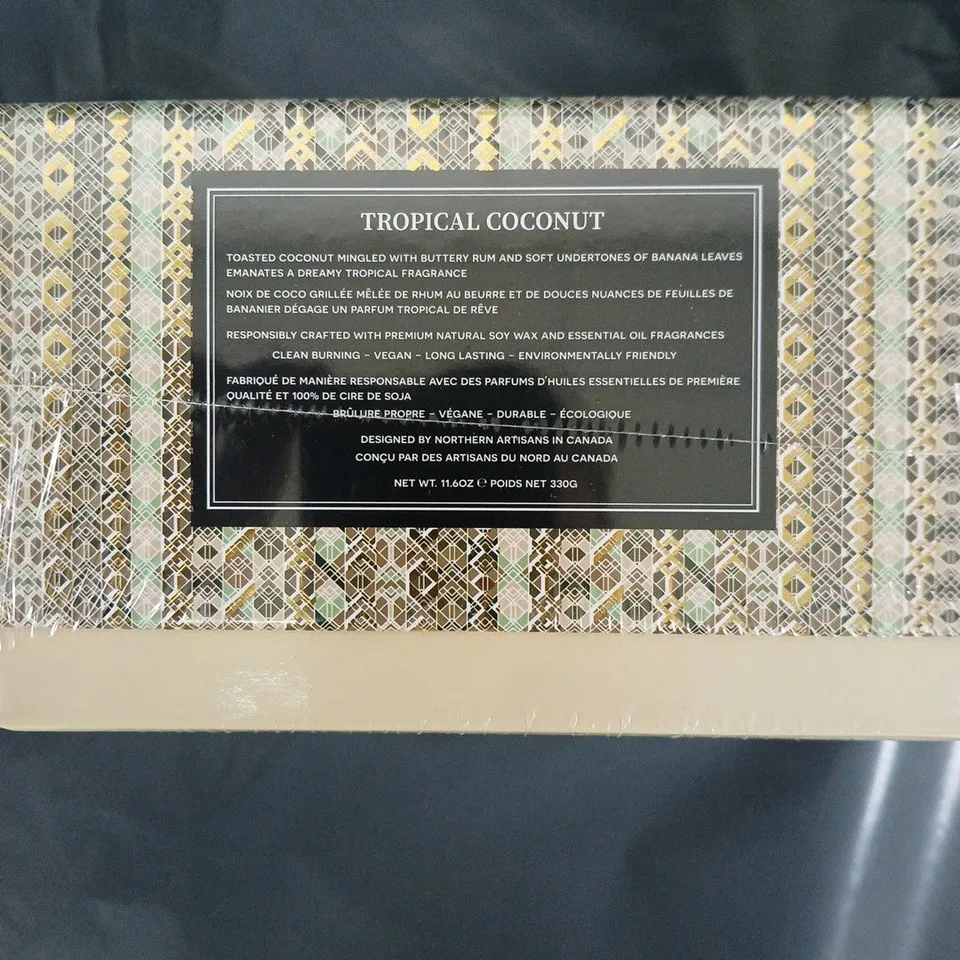 TROPICAL COCONUT
TOASTED COCONUT MINGLED WITH BUTTERY RUM AND SOFT UNDERTONES OF BANANA LEAVES
EMANATES A DREAMY TROPICAL FRAGRANCE
NOIX DE COCO GRILLÉE MÊLÉE DE RHUM AU BEURRE ET DE DOUCES NUANCES DE FEUILLES DE
BANANIER DÉGAGE UN PARFUM TROPICAL DE RÊVE
RESPONSIBLY CRAFTED WITH PREMIUM NATURAL SOY WAX AND ESSENTIAL OIL FRAGRANCES
CLEAN BURNING – VEGAN – LONG LASTING – ENVIRONMENTALLY FRIENDLY
FABRIQUÉ DE MANIÈRE RESPONSABLE AVEC DES PARFUMS D'HUILES ESSENTIELLES DE PREMIÈRE
QUALITÉ ET 100% DE CIRE DE SOJA
BRÛLURE PROPRE – VÉGANE – DURABLE – ÉCOLOGIQUE
DESIGNED BY NORTHERN ARTISANS IN CANADA
CONÇU PAR DES ARTISANS DU NORD AU CANADA
NET WT. 11.6OZ ℮ POIDS NET 330G